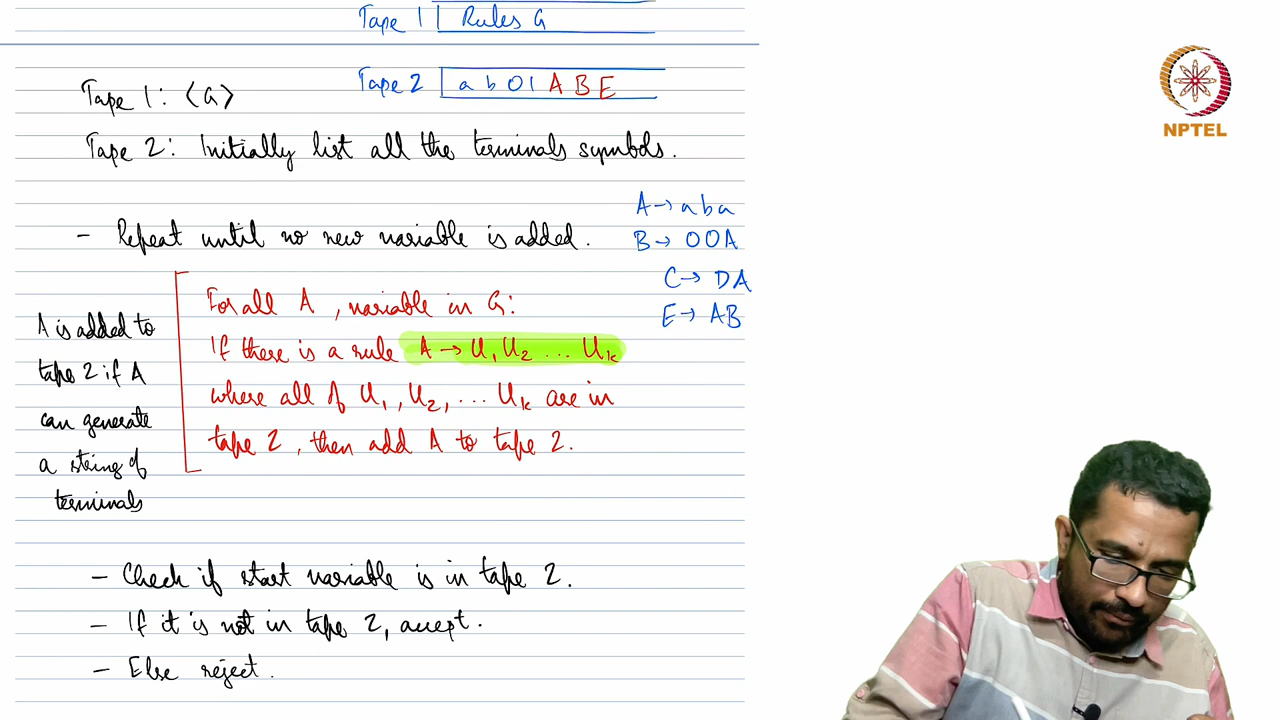 Tape 1 Rules G
Tape 2 a b 0 1 A B E
Tape 1: ⟨G⟩
Tape 2: Initially list all the terminals symbols.
- Repeat until no new variable is added.
A → a b a
B → 0 0 A
C → D A
E → A B
For all A, variable in G:
If there is a rule A → U₁ U₂ ... Uₖ
where all of U₁, U₂, ... Uₖ are in
tape 2, then add A to tape 2.
A is added to
tape 2 if A
can generate
a string of
terminals
- Check if start variable is in tape 2.
- If it is not in tape 2, accept.
- Else reject.
NPTEL